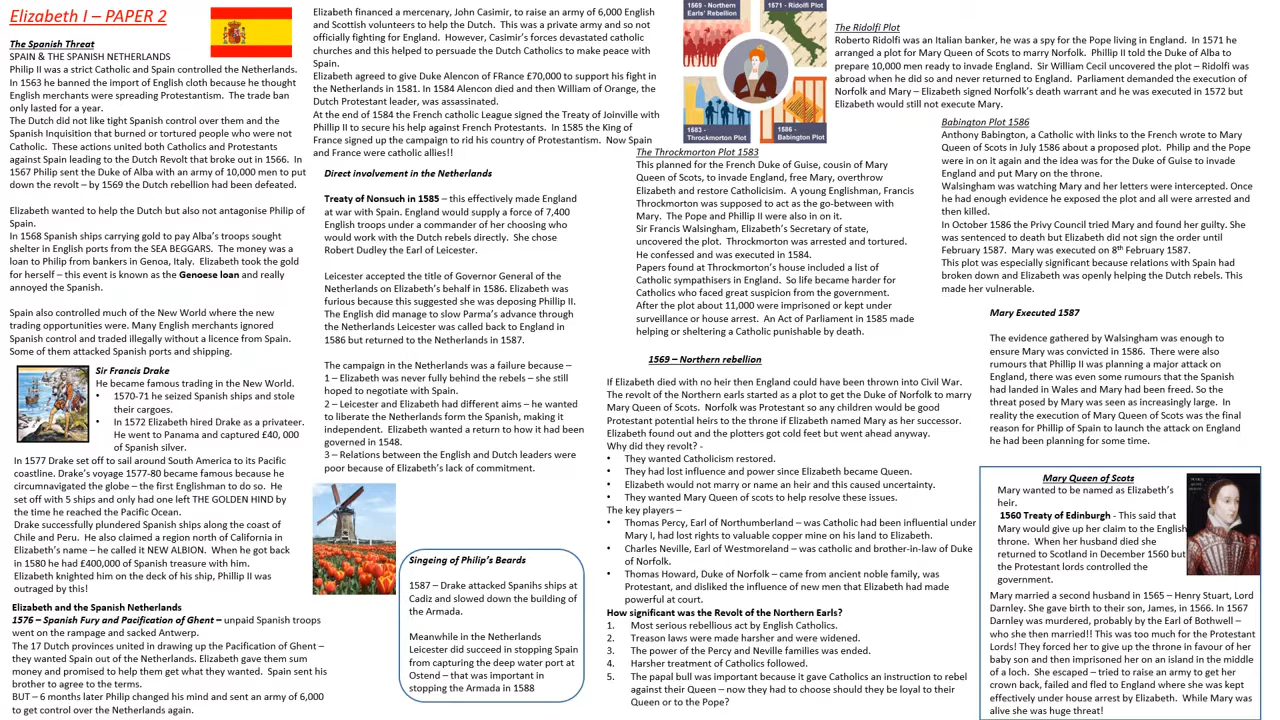 Elizabeth I – PAPER 2
The Spanish Threat
SPAIN & THE SPANISH NETHERLANDS
Philip II was a strict Catholic and Spain controlled the Netherlands.
In 1563 he banned the import of English cloth because he thought
English merchants were spreading Protestantism. The trade ban
only lasted for a year.
The Dutch did not like tight Spanish control over them and the
Spanish Inquisition that burned or tortured people who were not
Catholic. These actions united both Catholics and Protestants
against Spain leading to the Dutch Revolt that broke out in 1566. In
1567 Philip sent the Duke of Alba with an army of 10,000 men to put
down the revolt – by 1569 the Dutch rebellion had been defeated.
Elizabeth wanted to help the Dutch but also not antagonise Philip of
Spain.
In 1568 Spanish ships carrying gold to pay Alba's troops sought
shelter in English ports from the SEA BEGGARS. The money was a
loan to Philip from bankers in Genoa, Italy. Elizabeth took the gold
for herself – this event is known as the Genoese loan and really
annoyed the Spanish.
Spain also controlled much of the New World where the new
trading opportunities were. Many English merchants ignored
Spanish control and traded illegally without a licence from Spain.
Some of them attacked Spanish ports and shipping.
Sir Francis Drake
He became famous trading in the New World.
• 1570-71 he seized Spanish ships and stole
their cargoes.
• In 1572 Elizabeth hired Drake as a privateer.
He went to Panama and captured £40, 000
of Spanish silver.
In 1577 Drake set off to sail around South America to its Pacific
coastline. Drake's voyage 1577-80 became famous because he
circumnavigated the globe – the first Englishman to do so. He
set off with 5 ships and only had one left THE GOLDEN HIND by
the time he reached the Pacific Ocean.
Drake successfully plundered Spanish ships along the coast of
Chile and Peru. He also claimed a region north of California in
Elizabeth's name – he called it NEW ALBION. When he got back
in 1580 he had £400,000 of Spanish treasure with him.
Elizabeth knighted him on the deck of his ship, Phillip II was
outraged by this!
Elizabeth and the Spanish Netherlands
1576 – Spanish Fury and Pacification of Ghent – unpaid Spanish troops
went on the rampage and sacked Antwerp.
The 17 Dutch provinces united in drawing up the Pacification of Ghent –
they wanted Spain out of the Netherlands. Elizabeth gave them sum
money and promised to help them get what they wanted. Spain sent his
brother to agree to the terms.
BUT – 6 months later Philip changed his mind and sent an army of 6,000
to get control over the Netherlands again.
Elizabeth financed a mercenary, John Casimir, to raise an army of 6,000 English
and Scottish volunteers to help the Dutch. This was a private army and so not
officially fighting for England. However, Casimir's forces devastated catholic
churches and this helped to persuade the Dutch Catholics to make peace with
Spain.
Elizabeth agreed to give Duke Alencon of FRance £70,000 to support his fight in
the Netherlands in 1581. In 1584 Alencon died and then William of Orange, the
Dutch Protestant leader, was assassinated.
At the end of 1584 the French catholic League signed the Treaty of Joinville with
Phillip II to secure his help against French Protestants. In 1585 the King of
France signed up the campaign to rid his country of Protestantism. Now Spain
and France were catholic allies!!
Direct involvement in the Netherlands
Treaty of Nonsuch in 1585 – this effectively made England
at war with Spain. England would supply a force of 7,400
English troops under a commander of her choosing who
would work with the Dutch rebels directly. She chose
Robert Dudley the Earl of Leicester.
Leicester accepted the title of Governor General of the
Netherlands on Elizabeth's behalf in 1586. Elizabeth was
furious because this suggested she was deposing Phillip II.
The English did manage to slow Parma's advance through
the Netherlands Leicester was called back to England in
1586 but returned to the Netherlands in 1587.
The campaign in the Netherlands was a failure because –
1 – Elizabeth was never fully behind the rebels – she still
hoped to negotiate with Spain.
2 – Leicester and Elizabeth had different aims – he wanted
to liberate the Netherlands form the Spanish, making it
independent. Elizabeth wanted a return to how it had been
governed in 1548.
3 – Relations between the English and Dutch leaders were
poor because of Elizabeth's lack of commitment.
Singeing of Philip's Beards
1587 – Drake attacked Spanihs ships at
Cadiz and slowed down the building of
the Armada.
Meanwhile in the Netherlands
Leicester did succeed in stopping Spain
from capturing the deep water port at
Ostend – that was important in
stopping the Armada in 1588
1569 - Northern
Earls' Rebellion
1571 - Ridolfi Plot
1583 -
Throckmorton Plot
1586 -
Babington Plot
The Throckmorton Plot 1583
This planned for the French Duke of Guise, cousin of Mary
Queen of Scots, to invade England, free Mary, overthrow
Elizabeth and restore Catholicisim. A young Englishman, Francis
Throckmorton was supposed to act as the go-between with
Mary. The Pope and Phillip II were also in on it.
Sir Francis Walsingham, Elizabeth's Secretary of state,
uncovered the plot. Throckmorton was arrested and tortured.
He confessed and was executed in 1584.
Papers found at Throckmorton's house included a list of
Catholic sympathisers in England. So life became harder for
Catholics who faced great suspicion from the government.
After the plot about 11,000 were imprisoned or kept under
surveillance or house arrest. An Act of Parliament in 1585 made
helping or sheltering a Catholic punishable by death.
1569 – Northern rebellion
If Elizabeth died with no heir then England could have been thrown into Civil War.
The revolt of the Northern earls started as a plot to get the Duke of Norfolk to marry
Mary Queen of Scots. Norfolk was Protestant so any children would be good
Protestant potential heirs to the throne if Elizabeth named Mary as her successor.
Elizabeth found out and the plotters got cold feet but went ahead anyway.
Why did they revolt? -
• They wanted Catholicism restored.
• They had lost influence and power since Elizabeth became Queen.
• Elizabeth would not marry or name an heir and this caused uncertainty.
• They wanted Mary Queen of scots to help resolve these issues.
The key players –
• Thomas Percy, Earl of Northumberland – was Catholic had been influential under
Mary I, had lost rights to valuable copper mine on his land to Elizabeth.
• Charles Neville, Earl of Westmoreland – was catholic and brother-in-law of Duke
of Norfolk.
• Thomas Howard, Duke of Norfolk – came from ancient noble family, was
Protestant, and disliked the influence of new men that Elizabeth had made
powerful at court.
How significant was the Revolt of the Northern Earls?
1. Most serious rebellious act by English Catholics.
2. Treason laws were made harsher and were widened.
3. The power of the Percy and Neville families was ended.
4. Harsher treatment of Catholics followed.
5. The papal bull was important because it gave Catholics an instruction to rebel
against their Queen – now they had to choose should they be loyal to their
Queen or to the Pope?
The Ridolfi Plot
Roberto Ridolfi was an Italian banker, he was a spy for the Pope living in England. In 1571 he
arranged a plot for Mary Queen of Scots to marry Norfolk. Phillip II told the Duke of Alba to
prepare 10,000 men ready to invade England. Sir William Cecil uncovered the plot – Ridolfi was
abroad when he did so and never returned to England. Parliament demanded the execution of
Norfolk and Mary – Elizabeth signed Norfolk's death warrant and he was executed in 1572 but
Elizabeth would still not execute Mary.
Babington Plot 1586
Anthony Babington, a Catholic with links to the French wrote to Mary
Queen of Scots in July 1586 about a proposed plot. Philip and the Pope
were in on it again and the idea was for the Duke of Guise to invade
England and put Mary on the throne.
Walsingham was watching Mary and her letters were intercepted. Once
he had enough evidence he exposed the plot and all were arrested and
then killed.
In October 1586 the Privy Council tried Mary and found her guilty. She
was sentenced to death but Elizabeth did not sign the order until
February 1587. Mary was executed on 8th February 1587.
This plot was especially significant because relations with Spain had
broken down and Elizabeth was openly helping the Dutch rebels. This
made her vulnerable.
Mary Executed 1587
The evidence gathered by Walsingham was enough to
ensure Mary was convicted in 1586. There were also
rumours that Phillip II was planning a major attack on
England, there was even some rumours that the Spanish
had landed in Wales and Mary had been freed. So the
threat posed by Mary was seen as increasingly large. In
reality the execution of Mary Queen of Scots was the final
reason for Phillip of Spain to launch the attack on England
he had been planning for some time.
Mary Queen of Scots
Mary wanted to be named as Elizabeth's
heir.
1560 Treaty of Edinburgh - This said that
Mary would give up her claim to the English
throne. When her husband died she
returned to Scotland in December 1560 but
the Protestant lords controlled the
government.
Mary married a second husband in 1565 – Henry Stuart, Lord
Darnley. She gave birth to their son, James, in 1566. In 1567
Darnley was murdered, probably by the Earl of Bothwell –
who she then married!! This was too much for the Protestant
Lords! They forced her to give up the throne in favour of her
baby son and then imprisoned her on an island in the middle
of a loch. She escaped – tried to raise an army to get her
crown back, failed and fled to England where she was kept
effectively under house arrest by Elizabeth. While Mary was
alive she was huge threat!